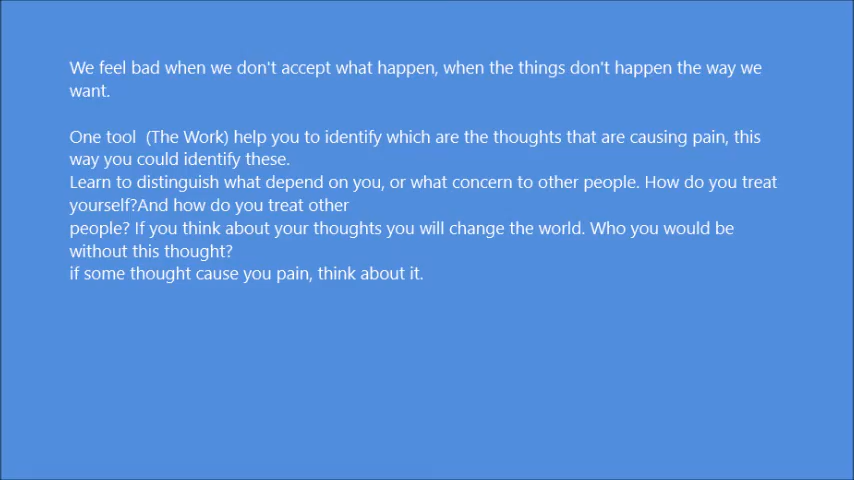 We feel bad when we don't accept what happen, when the things don't happen the way we
want.
One tool  (The Work) help you to identify which are the thoughts that are causing pain, this
way you could identify these.
Learn to distinguish what depend on you, or what concern to other people. How do you treat
yourself?And how do you treat other
people? If you think about your thoughts you will change the world. Who you would be
without this thought?
if some thought cause you pain, think about it.